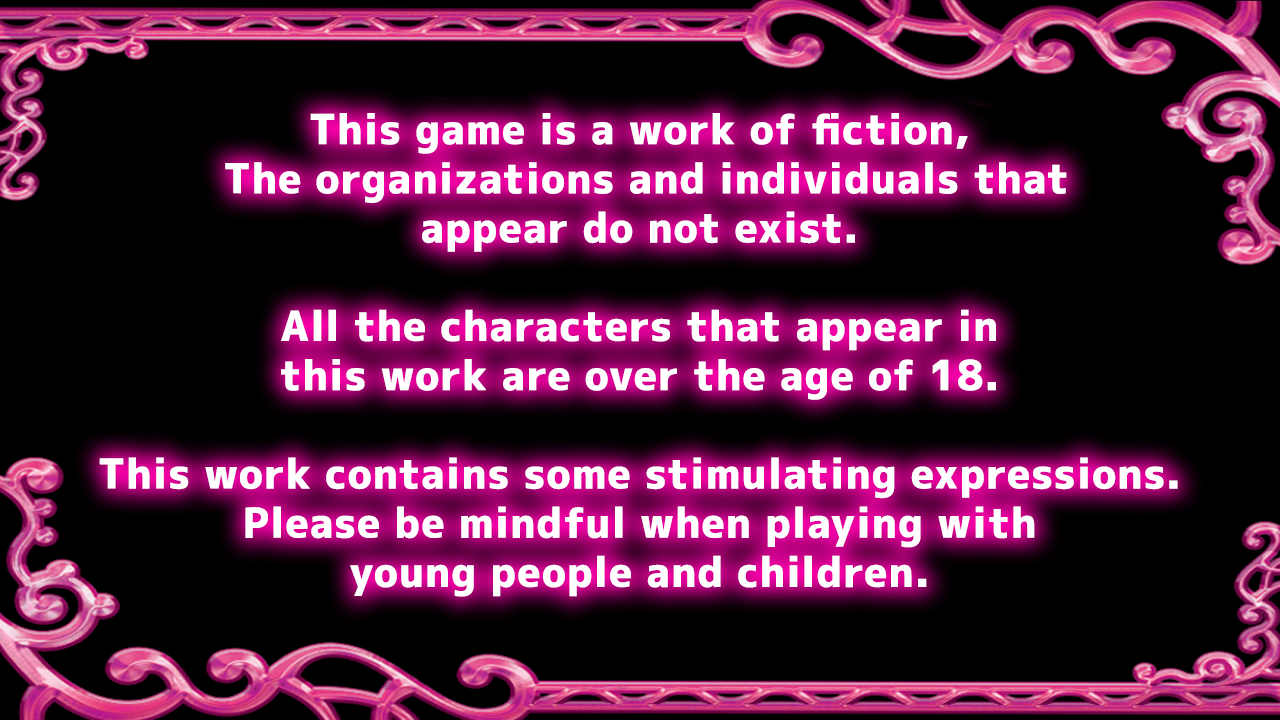 This game is a work of fiction,
The organizations and individuals that
appear do not exist.
All the characters that appear in
this work are over the age of 18.
This work contains some stimulating expressions.
Please be mindful when playing with
young people and children.